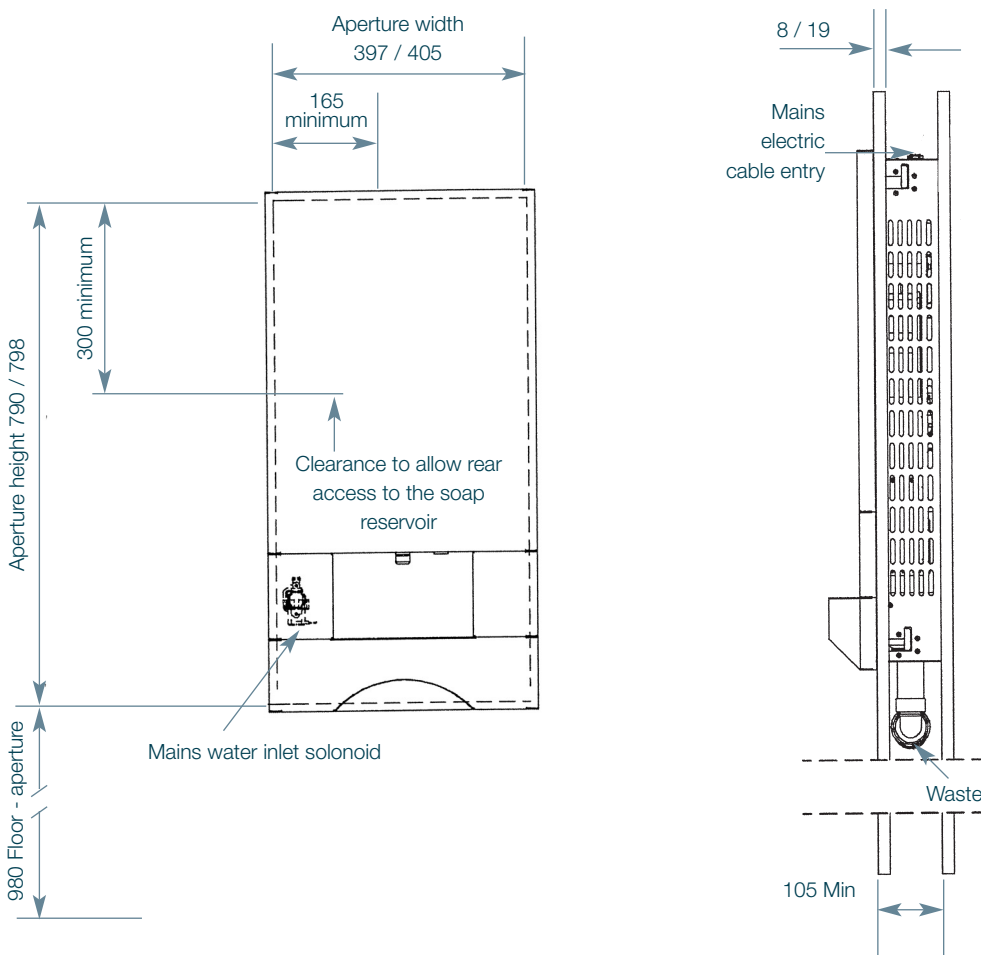 Aperture width
397 / 405
165
minimum
300 minimum
Aperture height 790 / 798
Clearance to allow rear
access to the soap
reservoir
Mains water inlet solonoid
980 Floor - aperture
8 / 19
Mains
electric
cable entry
Waste
105 Min